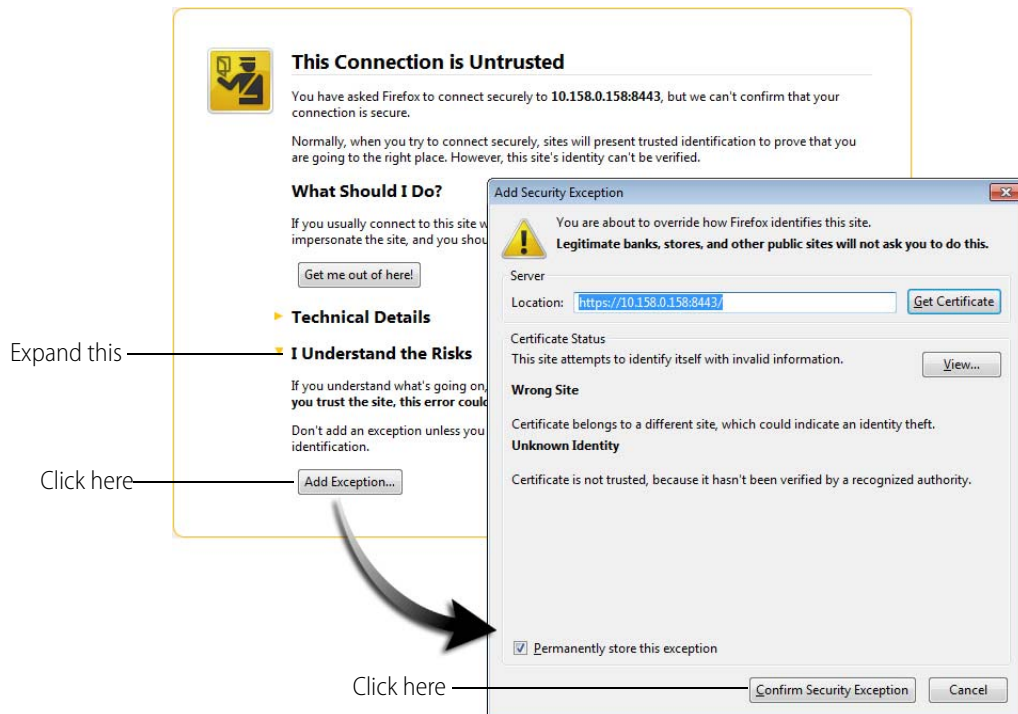 This Connection is Untrusted
You have asked Firefox to connect securely to 10.158.0.158:8443, but we can't confirm that your
connection is secure.
Normally, when you try to connect securely, sites will present trusted identification to prove that you
are going to the right place. However, this site's identity can't be verified.
What Should I Do?
If you usually connect to this site w
impersonate the site, and you shou
Get me out of here!
Technical Details
Expand this
I Understand the Risks
If you understand what's going on,
you trust the site, this error could
Don't add an exception unless you
identification.
Click here
Add Exception...
Add Security Exception
You are about to override how Firefox identifies this site.
Legitimate banks, stores, and other public sites will not ask you to do this.
Server
Location:
https://10.158.0.158:8443/
Get Certificate
Certificate Status
This site attempts to identify itself with invalid information.
View...
Wrong Site
Certificate belongs to a different site, which could indicate an identity theft.
Unknown Identity
Certificate is not trusted, because it hasn't been verified by a recognized authority.
Permanently store this exception
Click here
Confirm Security Exception
Cancel